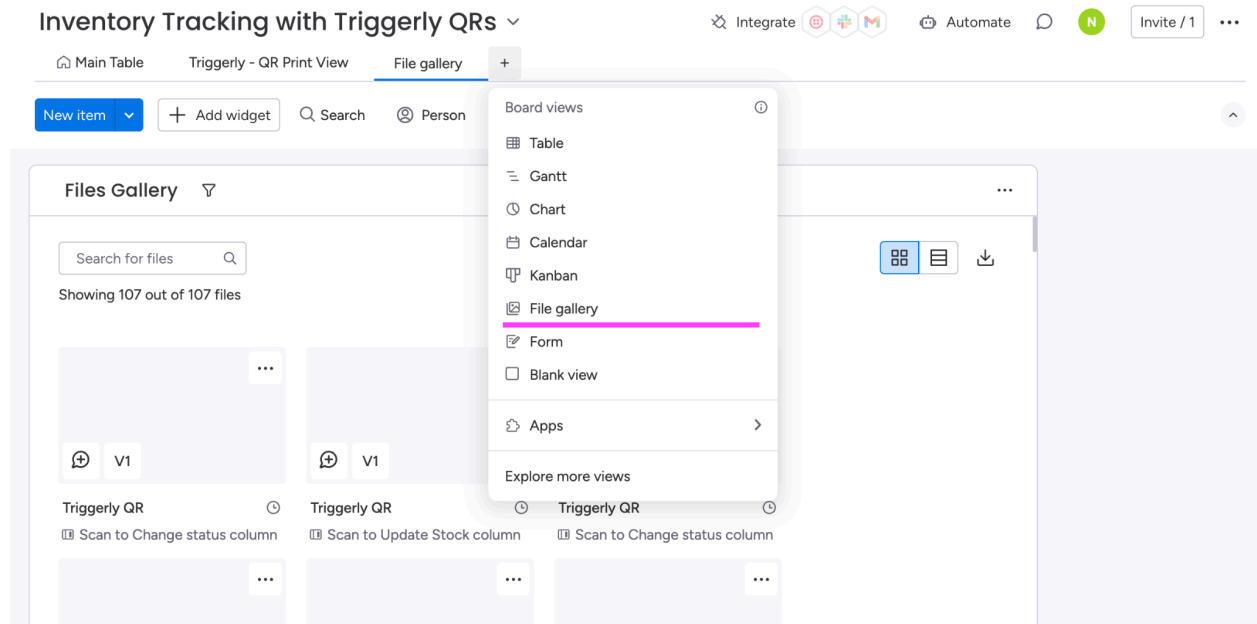 Inventory Tracking with Triggerly QRs
Integrate
Automate
N
Invite / 1
Main Table
Triggerly - QR Print View
File gallery
+
New item
Add widget
Search
Person
Board views
Table
Gantt
Chart
Calendar
Kanban
File gallery
Form
Blank view
Apps
Explore more views
Files Gallery
Search for files
Showing 107 out of 107 files
V1
V1
Triggerly QR
Triggerly QR
Triggerly QR
Scan to Change status column
Scan to Update Stock column
Scan to Change status column